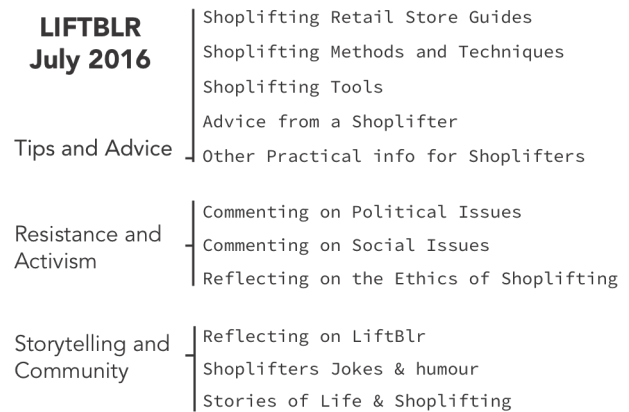 LIFTBLR
July 2016
Tips and Advice
Shoplifting Retail Store Guides
Shoplifting Methods and Techniques
Shoplifting Tools
Advice from a Shoplifter
Other Practical info for Shoplifters
Resistance and
Activism
Commenting on Political Issues
Commenting on Social Issues
Reflecting on the Ethics of Shoplifting
Storytelling and
Community
Reflecting on LiftBlr
Shoplifters Jokes & humour
Stories of Life & Shoplifting